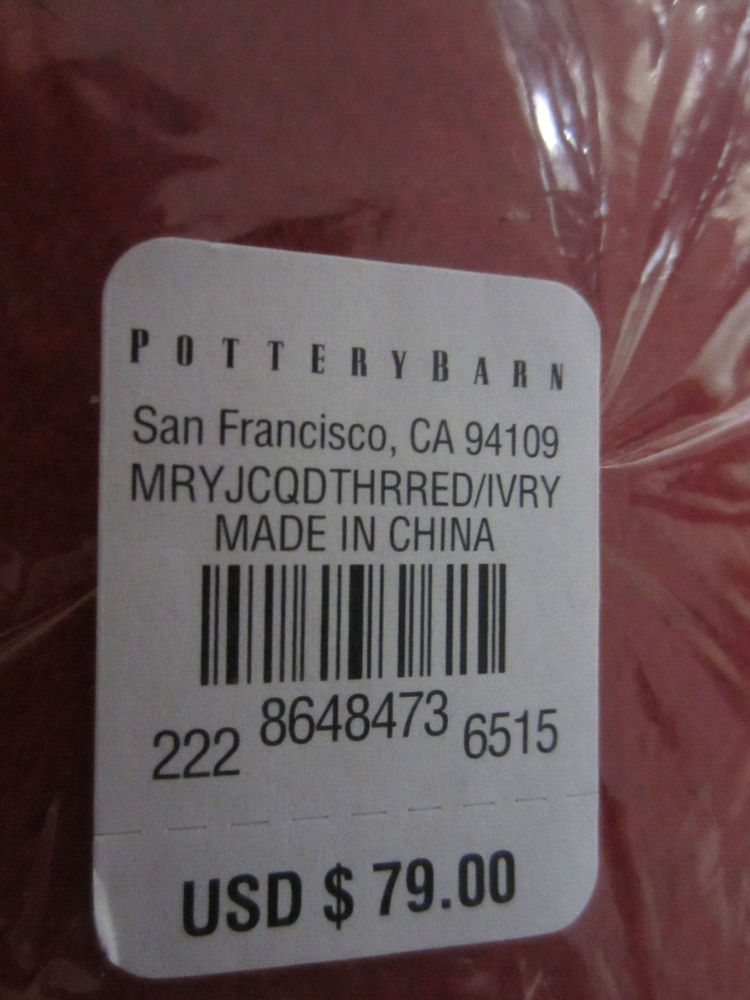 POTTERYBARN
San Francisco, CA 94109
MRYJCQDTHRRED/IVRY
MADE IN CHINA
222 8648473 6515
USD $ 79.00